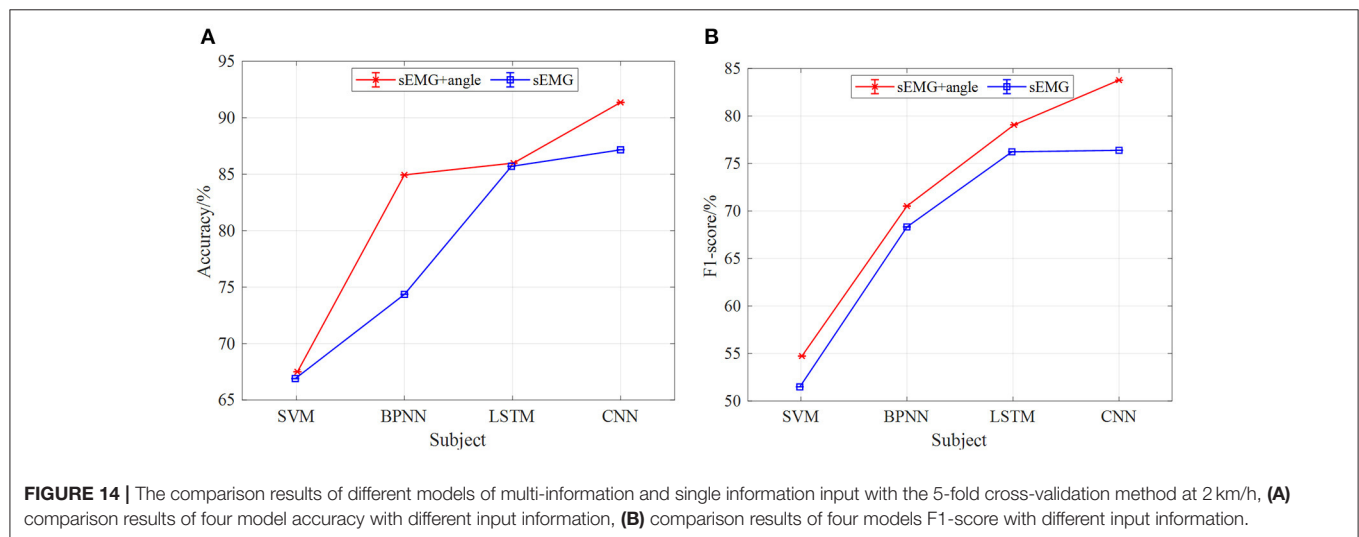 A
95
90
85
80
75
70
65
Accuracy/%
sEMG+angle sEMG
SVM BPNN LSTM CNN
Subject
B
85
80
75
70
65
60
55
50
F1-score/%
sEMG+angle sEMG
SVM BPNN LSTM CNN
Subject
FIGURE 14 | The comparison results of different models of multi-information and single information input with the 5-fold cross-validation method at 2 km/h, (A)
comparison results of four model accuracy with different input information, (B) comparison results of four models F1-score with different input information.